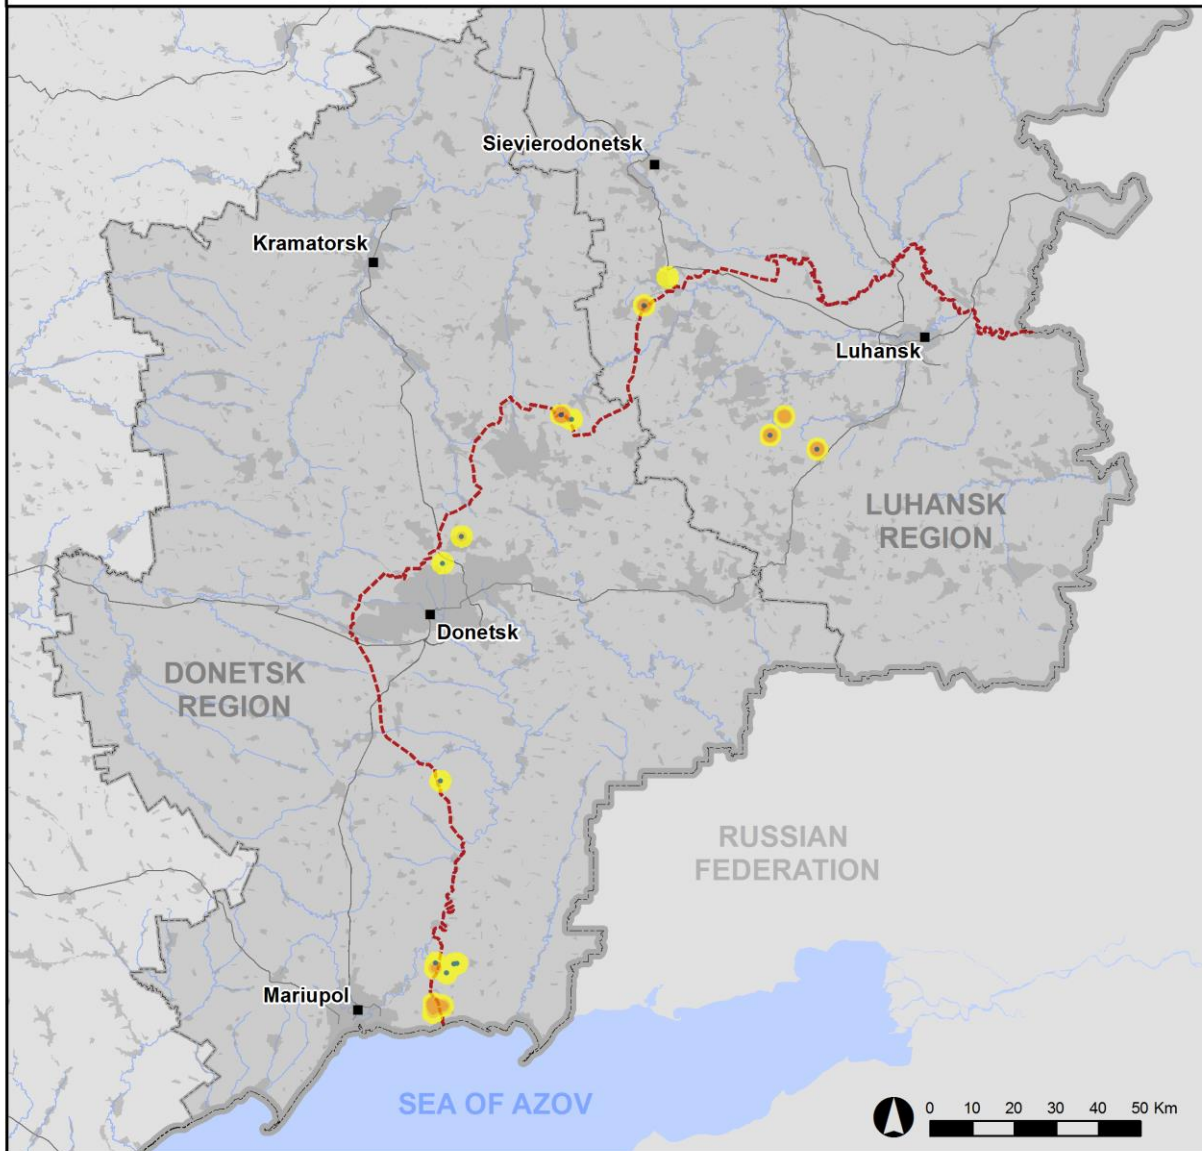 Sievierodonetsk
Kramatorsk
Luhansk
LUHANSK
REGION
Donetsk
DONETSK
REGION
RUSSIAN
FEDERATION
Mariupol
SEA OF AZOV
0 10 20 30 40 50 Km